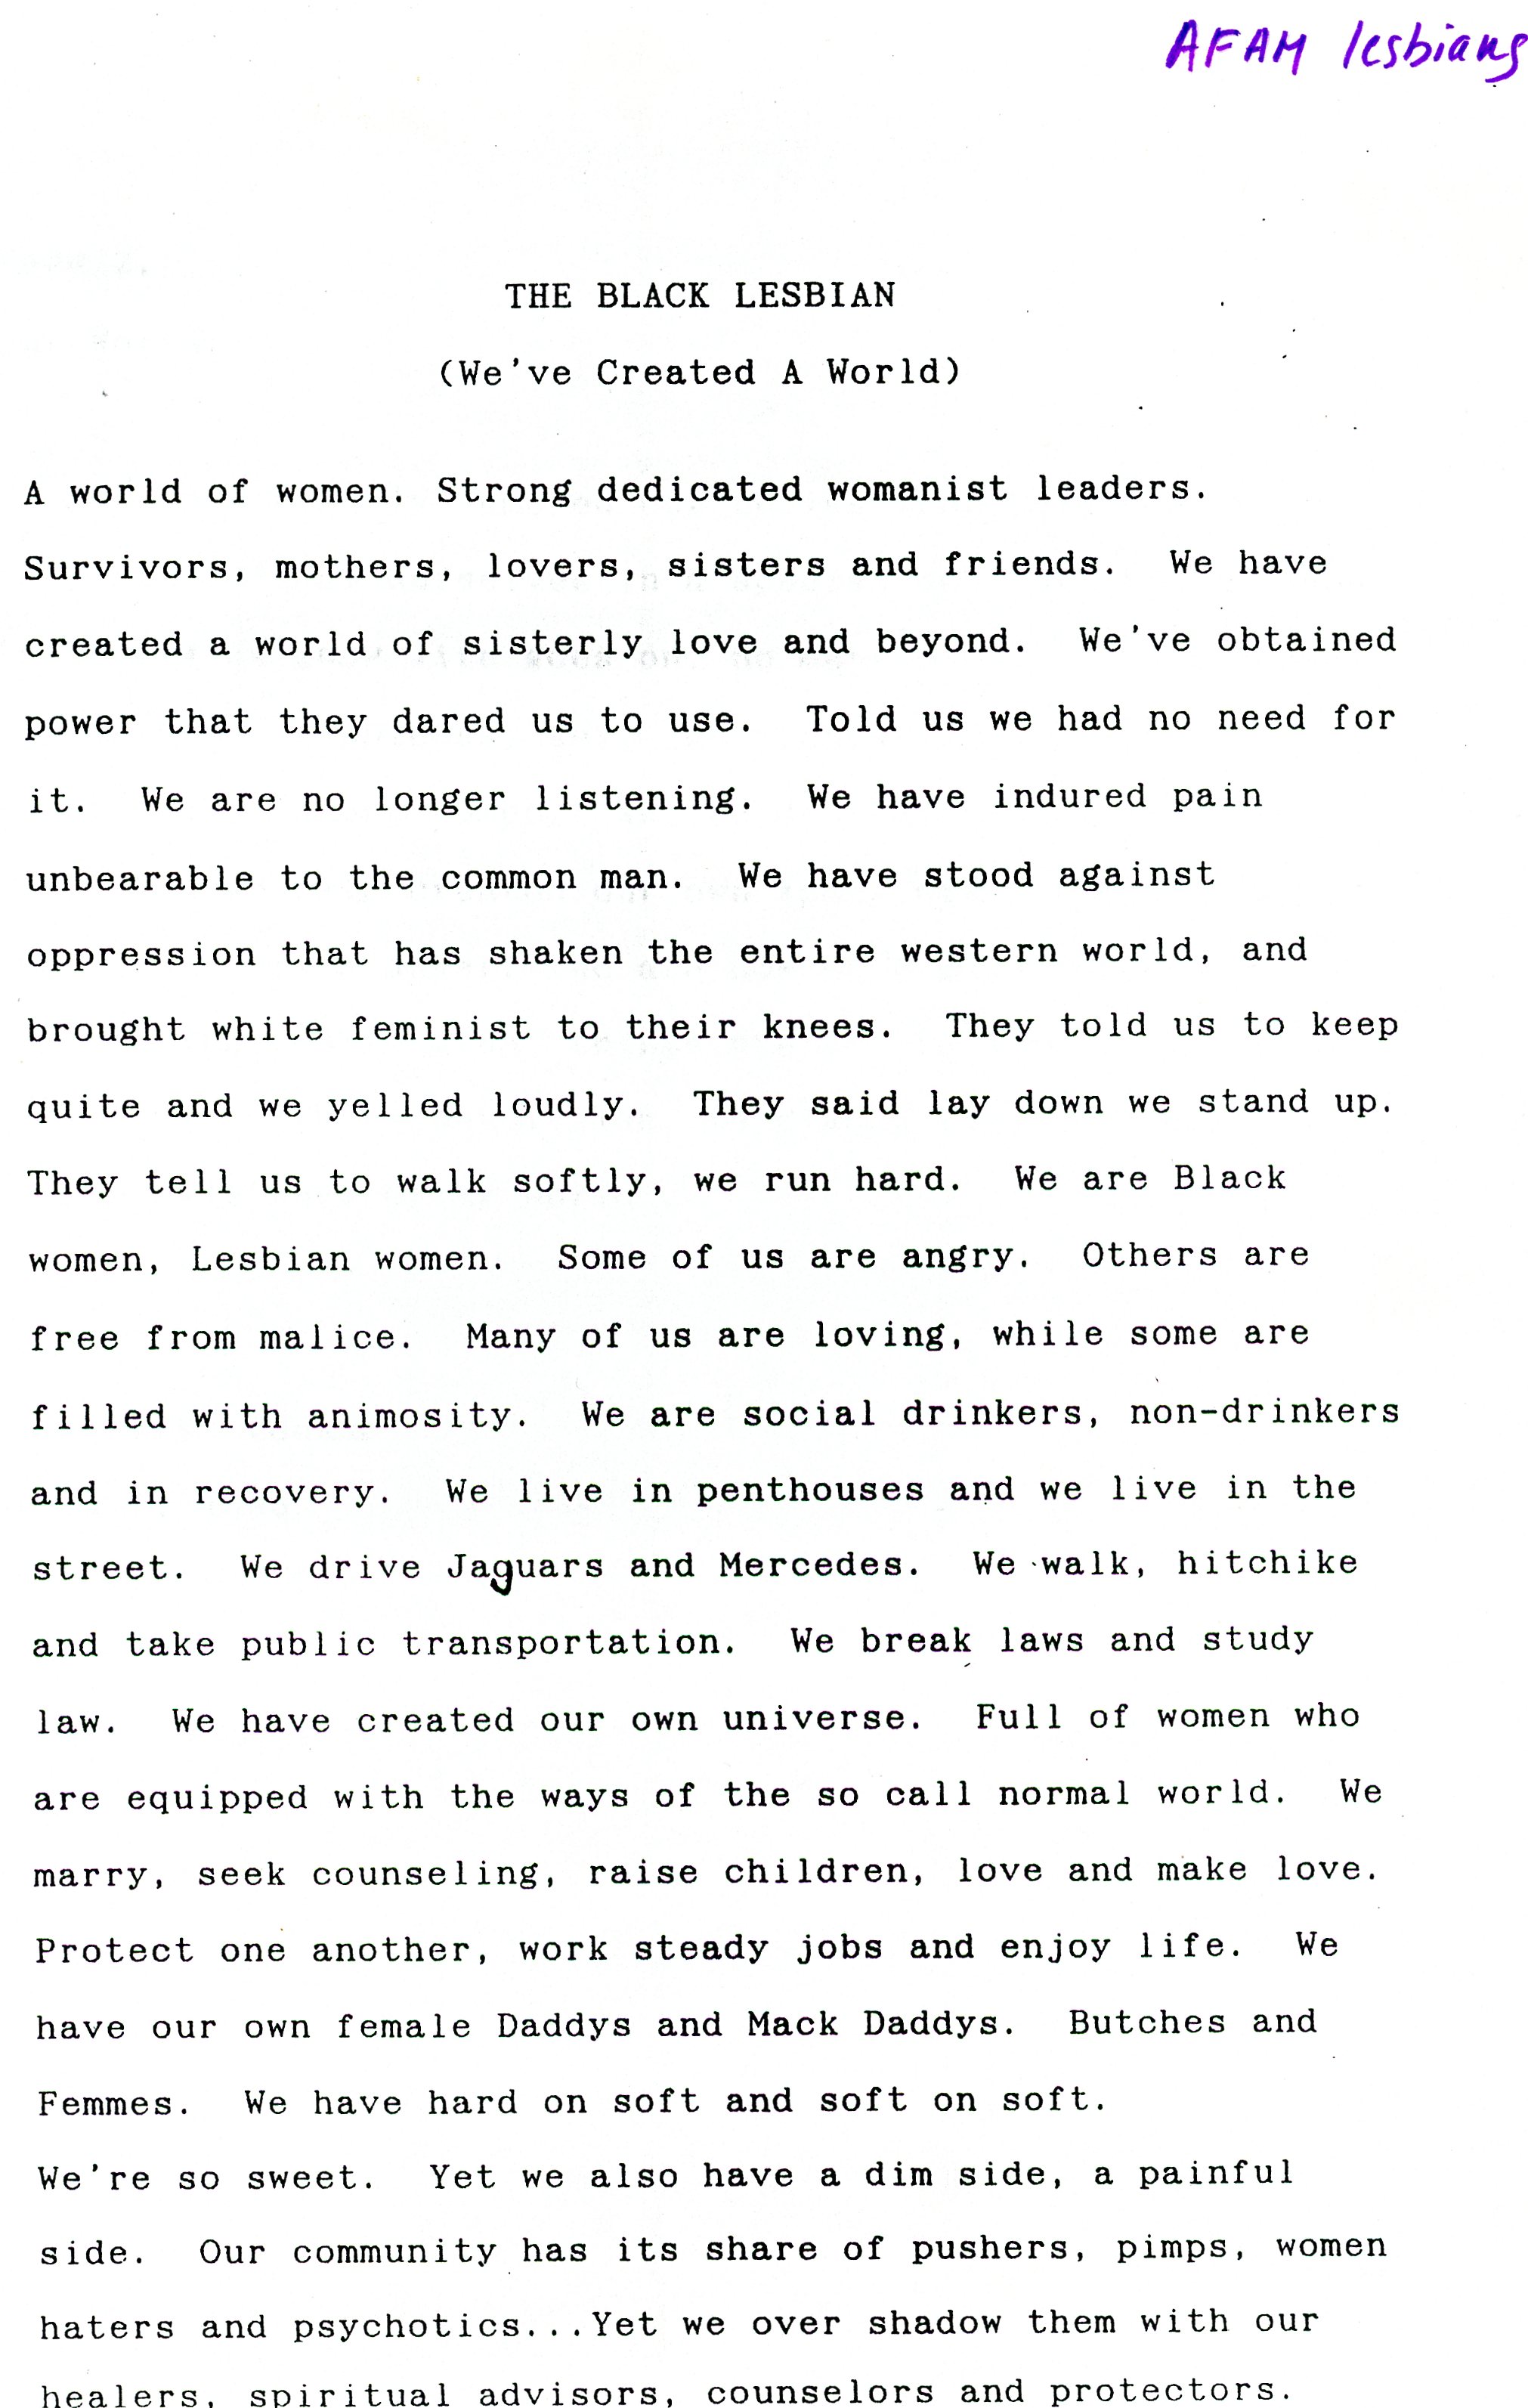 AFAM lesbians
THE BLACK LESBIAN
(We've Created A World)
A world of women. Strong dedicated womanist leaders.
Survivors, mothers, lovers, sisters and friends. We have
created a world of sisterly love and beyond. We've obtained
power that they dared us to use. Told us we had no need for
it. We are no longer listening. We have indured pain
unbearable to the common man. We have stood against
oppression that has shaken the entire western world, and
brought white feminist to their knees. They told us to keep
quite and we yelled loudly. They said lay down we stand up.
They tell us to walk softly, we run hard. We are Black
women, Lesbian women. Some of us are angry. Others are
free from malice. Many of us are loving, while some are
filled with animosity. We are social drinkers, non-drinkers
and in recovery. We live in penthouses and we live in the
street. We drive Jaguars and Mercedes. We walk, hitchike
and take public transportation. We break laws and study
law. We have created our own universe. Full of women who
are equipped with the ways of the so call normal world. We
marry, seek counseling, raise children, love and make love.
Protect one another, work steady jobs and enjoy life. We
have our own female Daddys and Mack Daddys. Butches and
Femmes. We have hard on soft and soft on soft.
We're so sweet. Yet we also have a dim side, a painful
side. Our community has its share of pushers, pimps, women
haters and psychotics...Yet we over shadow them with our
healers, spiritual advisors, counselors and protectors.